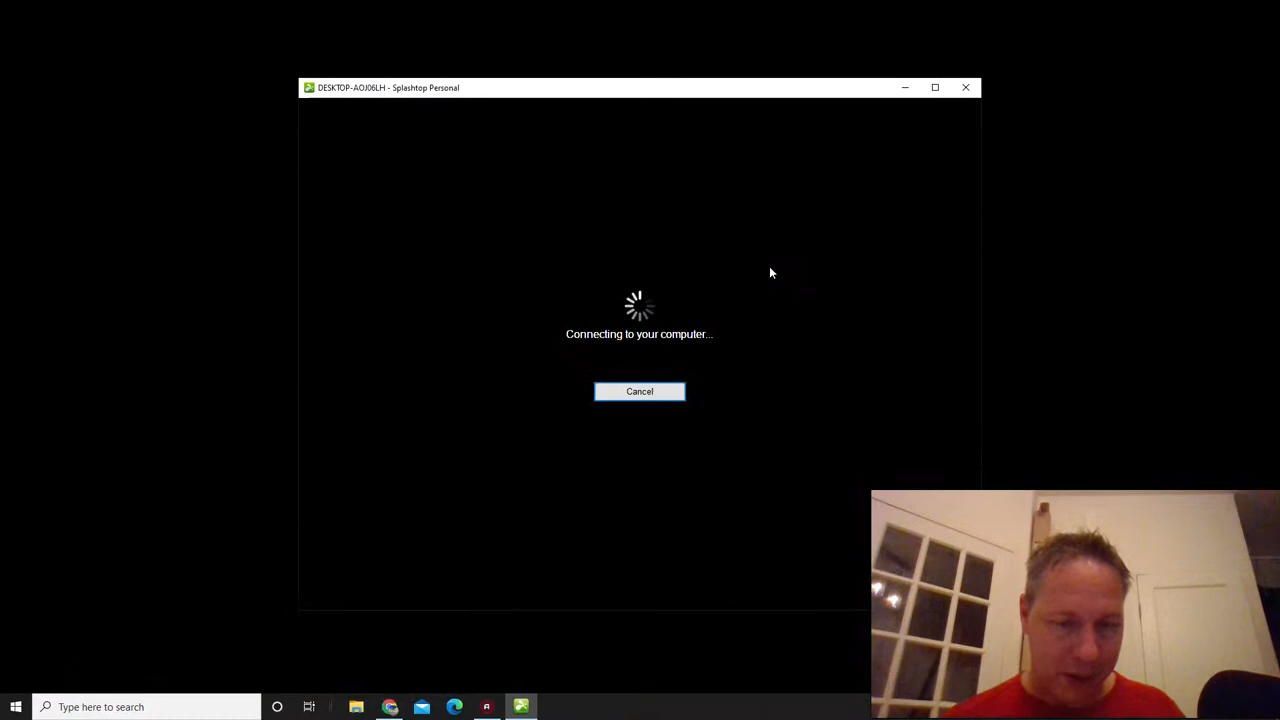 DESKTOP-AOJ06LH - Splashtop Personal
Connecting to your computer...
Cancel
Type here to search